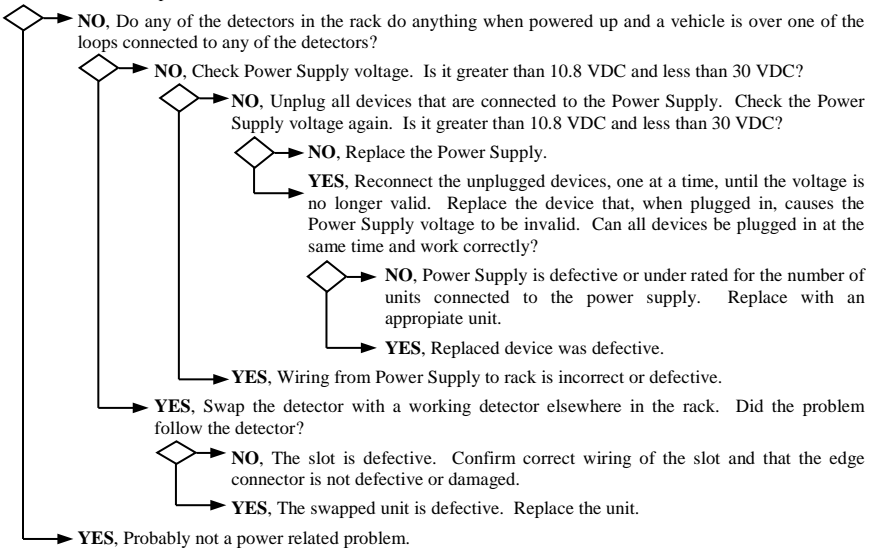 NO, Do any of the detectors in the rack do anything when powered up and a vehicle is over one of the
loops connected to any of the detectors?
NO, Check Power Supply voltage. Is it greater than 10.8 VDC and less than 30 VDC?
NO, Unplug all devices that are connected to the Power Supply. Check the Power
Supply voltage again. Is it greater than 10.8 VDC and less than 30 VDC?
NO, Replace the Power Supply.
YES, Reconnect the unplugged devices, one at a time, until the voltage is
no longer valid. Replace the device that, when plugged in, causes the
Power Supply voltage to be invalid. Can all devices be plugged in at the
same time and work correctly?
NO, Power Supply is defective or under rated for the number of
units connected to the power supply. Replace with an
appropiate unit.
YES, Replaced device was defective.
YES, Wiring from Power Supply to rack is incorrect or defective.
YES, Swap the detector with a working detector elsewhere in the rack. Did the problem
follow the detector?
NO, The slot is defective. Confirm correct wiring of the slot and that the edge
connector is not defective or damaged.
YES, The swapped unit is defective. Replace the unit.
YES, Probably not a power related problem.